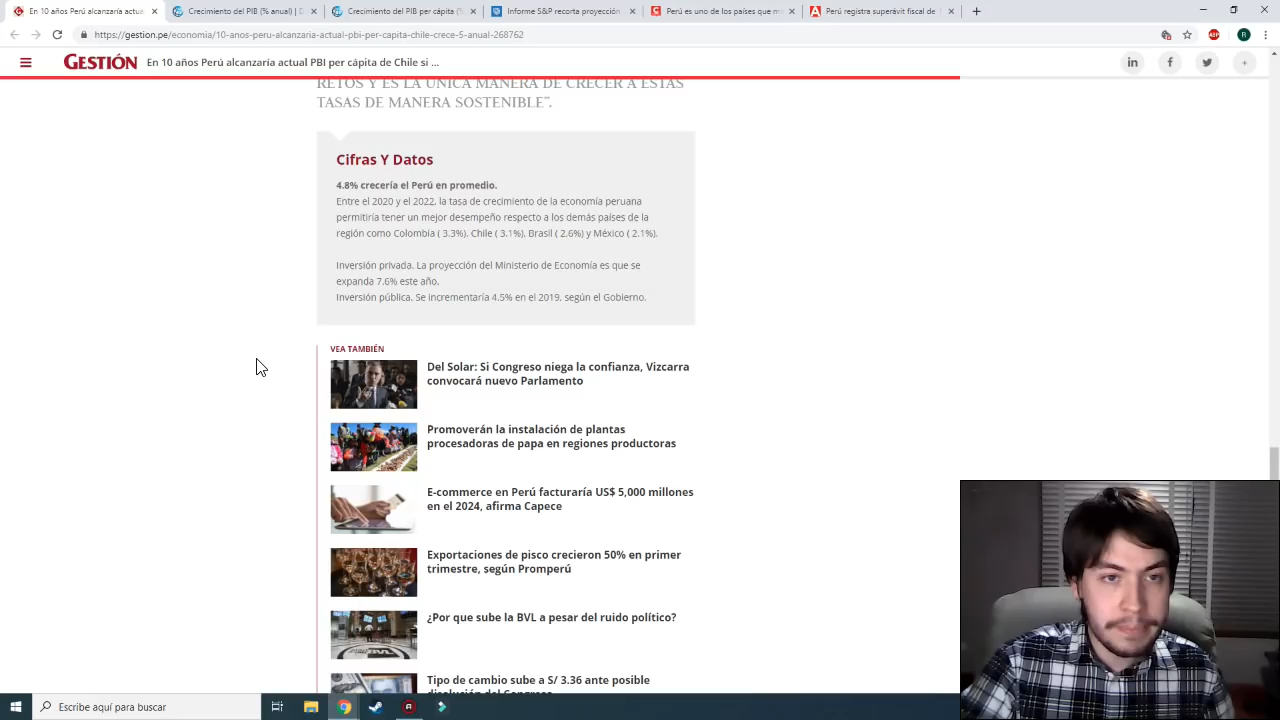 En 10 años Perú alcanzaría actu
Crecimiento del PIB (% anual) | D
Crecimiento del PIB per cápita (%
Informe S&P recorta proyección
Perú es uno de los países que m
Perú registra superávit fiscal de
https://gestion.pe/economia/10-anos-peru-alcanzaria-actual-pbi-per-capita-chile-crece-5-anual-268762
GESTIÓN En 10 años Perú alcanzaría actual PBI per cápita de Chile si ...
RETOS Y ES LA ÚNICA MANERA DE CRECER A ESTAS
TASAS DE MANERA SOSTENIBLE”.
Cifras Y Datos
4.8% crecería el Perú en promedio.
Entre el 2020 y el 2022, la tasa de crecimiento de la economía peruana
permitiría tener un mejor desempeño respecto a los demás países de la
región como Colombia ( 3.3%), Chile ( 3.1%), Brasil ( 2.6%) y México ( 2.1%).
Inversión privada. La proyección del Ministerio de Economía es que se
expanda 7.6% este año.
Inversión pública. Se incrementaría 4.5% en el 2019, según el Gobierno.
VEA TAMBIÉN
Del Solar: Si Congreso niega la confianza, Vizcarra
convocará nuevo Parlamento
Promoverán la instalación de plantas
procesadoras de papa en regiones productoras
E-commerce en Perú facturaría US$ 5,000 millones
en el 2024, afirma Capece
Exportaciones de pisco crecieron 50% en primer
trimestre, según Promperú
¿Por que sube la BVL a pesar del ruido político?
Tipo de cambio sube a S/ 3.36 ante posible
disolución del Congreso
Escribe aquí para buscar